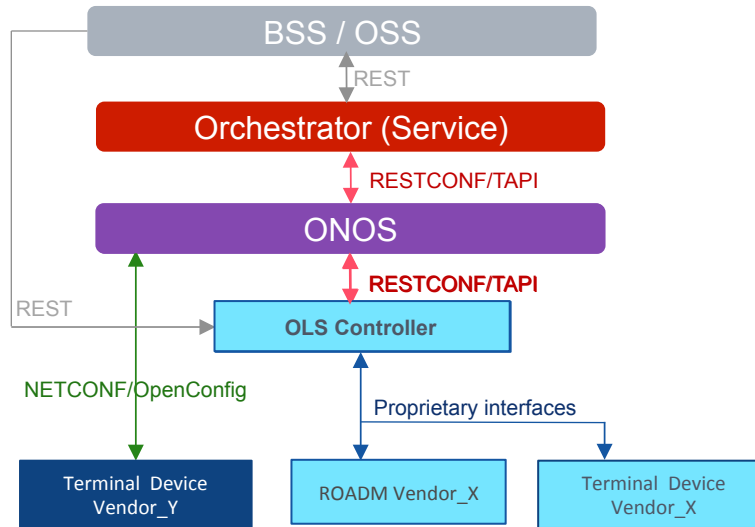 BSS / OSS
REST
Orchestrator (Service)
RESTCONF/TAPI
ONOS
RESTCONF/TAPI
REST
OLS Controller
NETCONF/OpenConfig
Proprietary interfaces
Terminal Device
Vendor_Y
ROADM Vendor_X
Terminal Device
Vendor_X